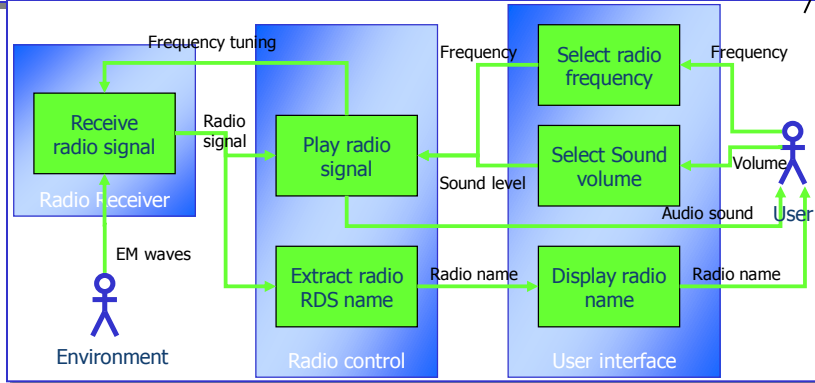 7
Frequency tuning
Frequency
Select radio
frequency
Frequency
Receive
radio signal
Radio
signal
Play radio
signal
Select Sound
volume
Volume
Sound level
Radio Receiver
Audio sound
User
EM waves
Extract radio
RDS name
Radio name
Display radio
name
Radio name
Environment
Radio control
User interface